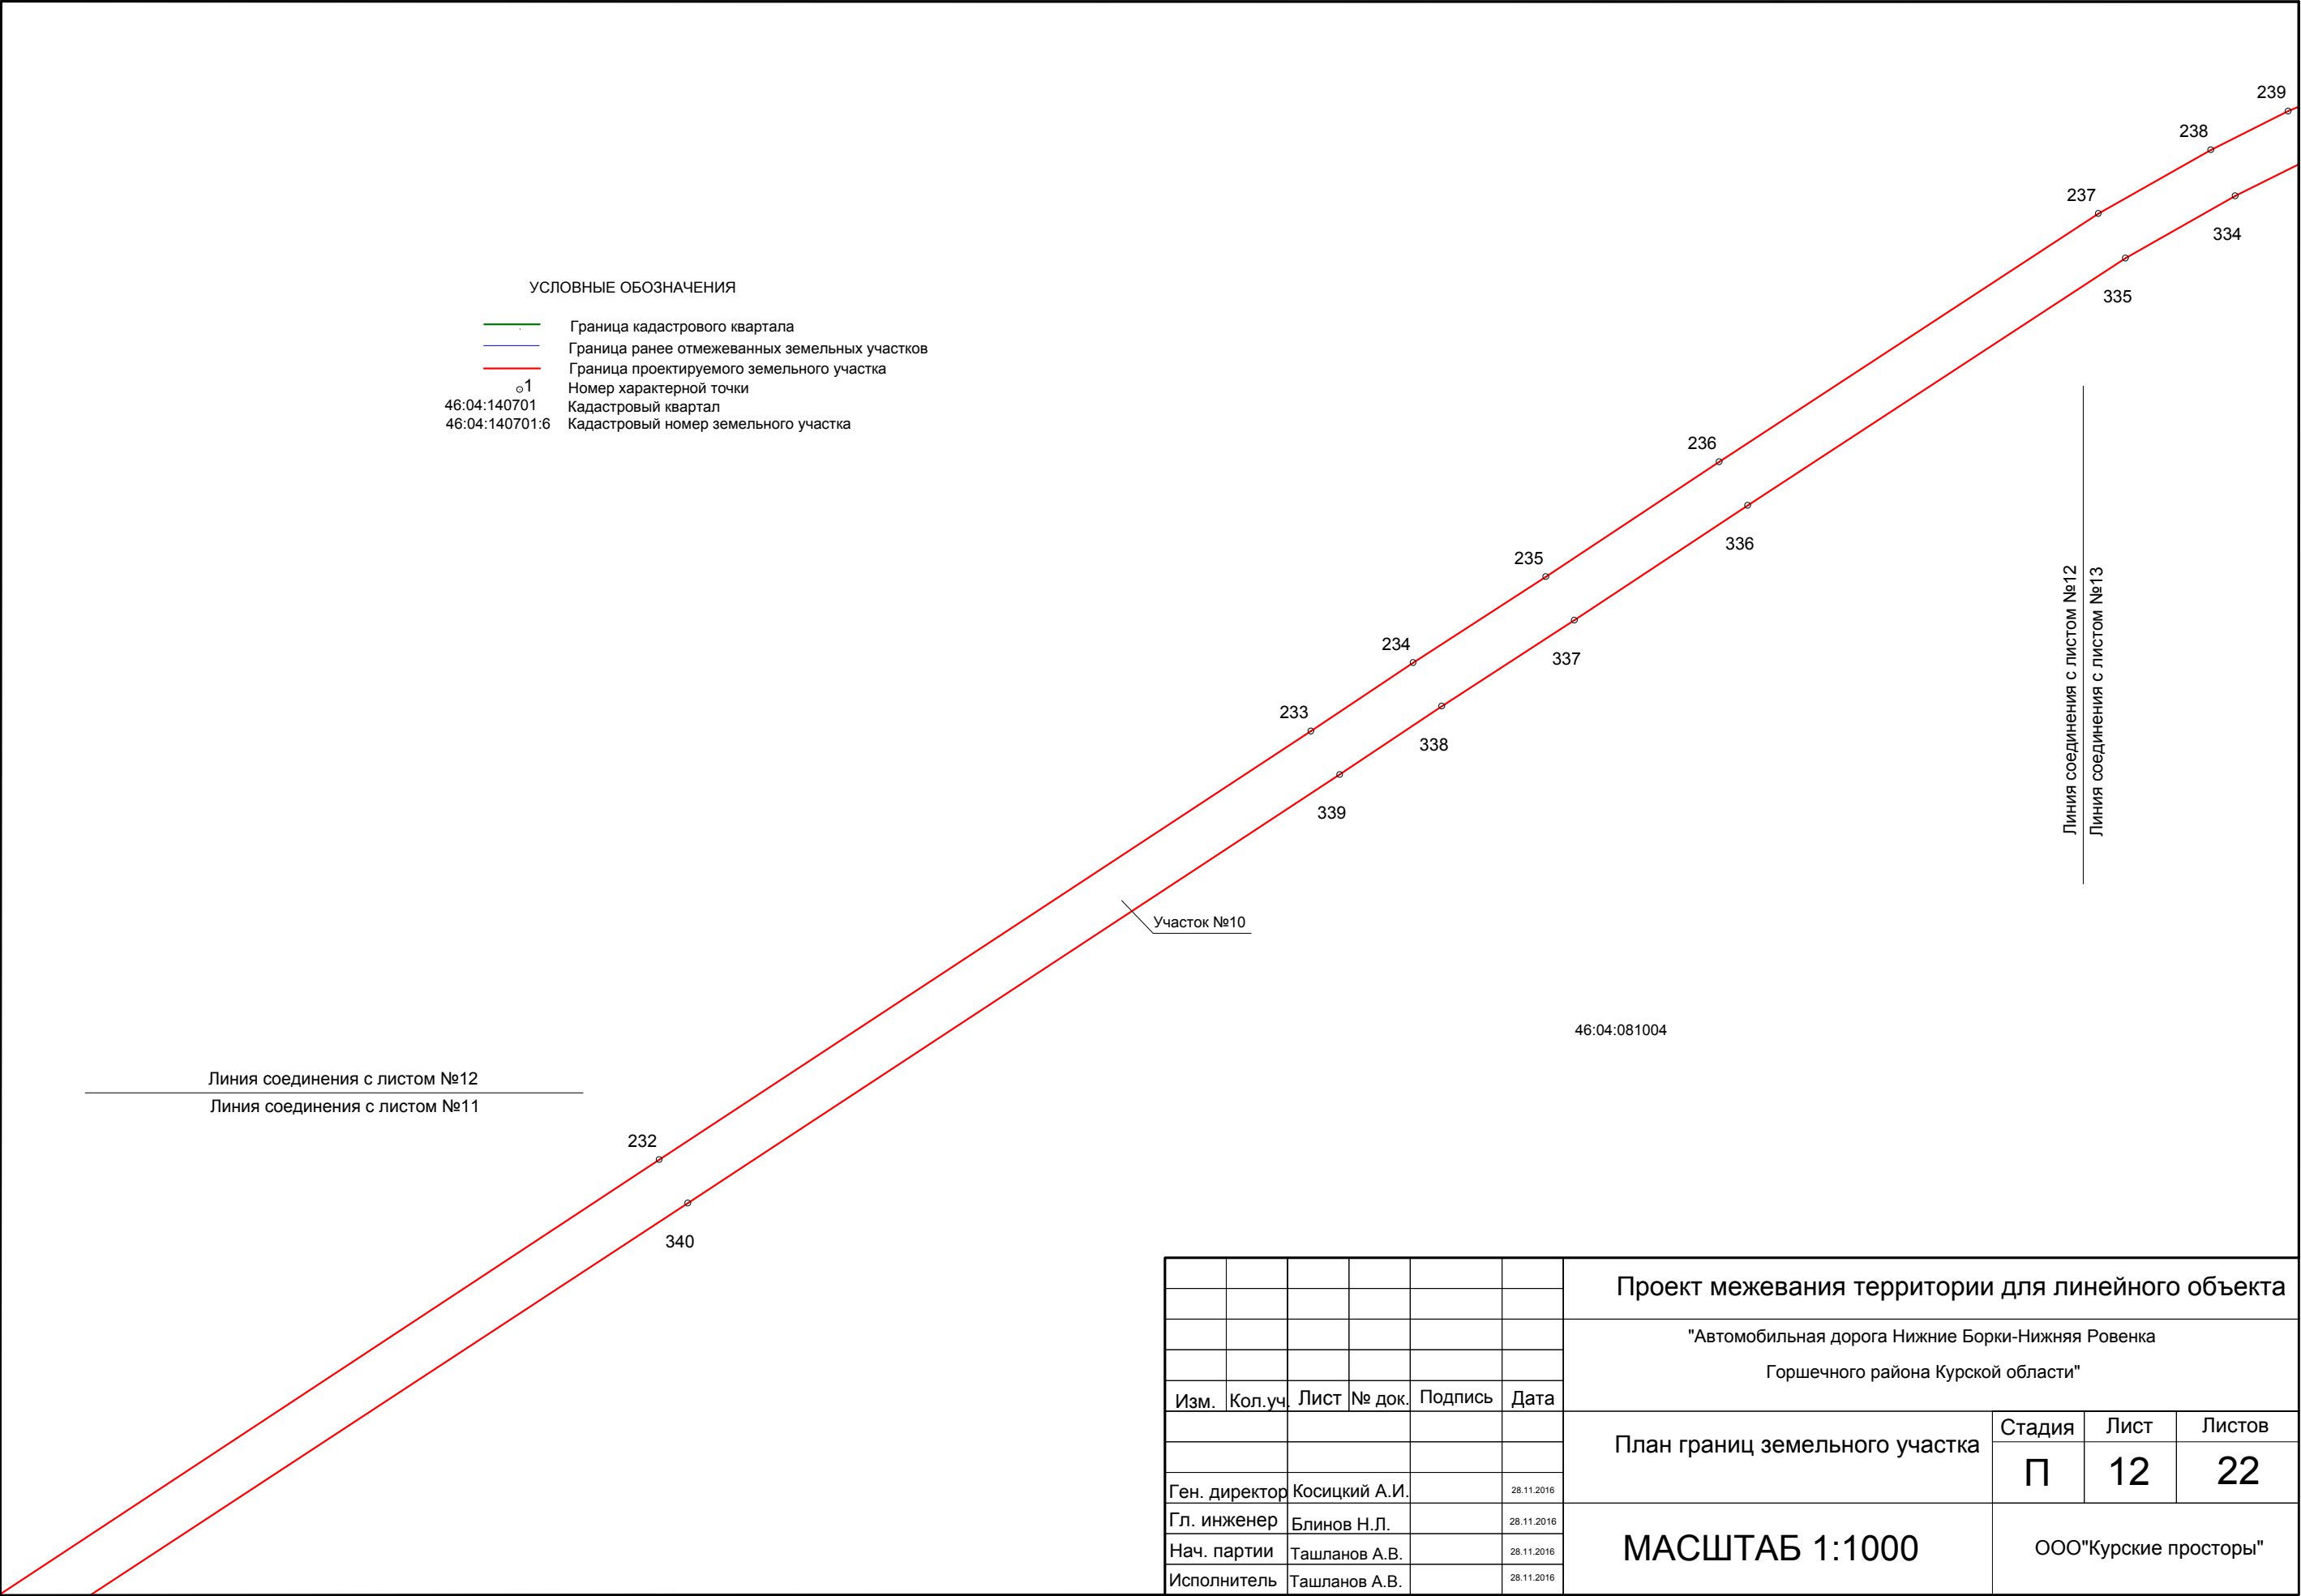 239
238
237
334
335
УСЛОВНЫЕ ОБОЗНАЧЕНИЯ
Граница кадастрового квартала
Граница ранее отмежеванных земельных участков
Граница проектируемого земельного участка
1 Номер характерной точки
46:04:140701 Кадастровый квартал
46:04:140701:6 Кадастровый номер земельного участка
236
336
235
234
337
233
338
339
Линия соединения с листом №12
Линия соединения с листом №13
Участок №10
46:04:081004
Линия соединения с листом №12
Линия соединения с листом №11
232
340
Проект межевания территории для линейного объекта
"Автомобильная дорога Нижние Борки-Нижняя Ровенка
Горшечного района Курской области"
Изм. Кол.уч. Лист № док. Подпись Дата
План границ земельного участка
Стадия Лист Листов
П 12 22
Ген. директор Косицкий А.И. 28.11.2016
Гл. инженер Блинов Н.Л. 28.11.2016
Нач. партии Ташланов А.В. 28.11.2016
Исполнитель Ташланов А.В. 28.11.2016
МАСШТАБ 1:1000
ООО"Курские просторы"